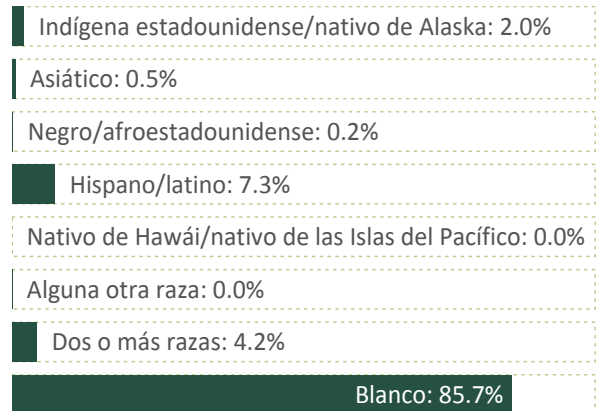 Indígena estadounidense/nativo de Alaska: 2.0%
Asiático: 0.5%
Negro/afroestadounidense: 0.2%
Hispano/latino: 7.3%
Nativo de Hawái/nativo de las Islas del Pacífico: 0.0%
Alguna otra raza: 0.0%
Dos o más razas: 4.2%
Blanco: 85.7%